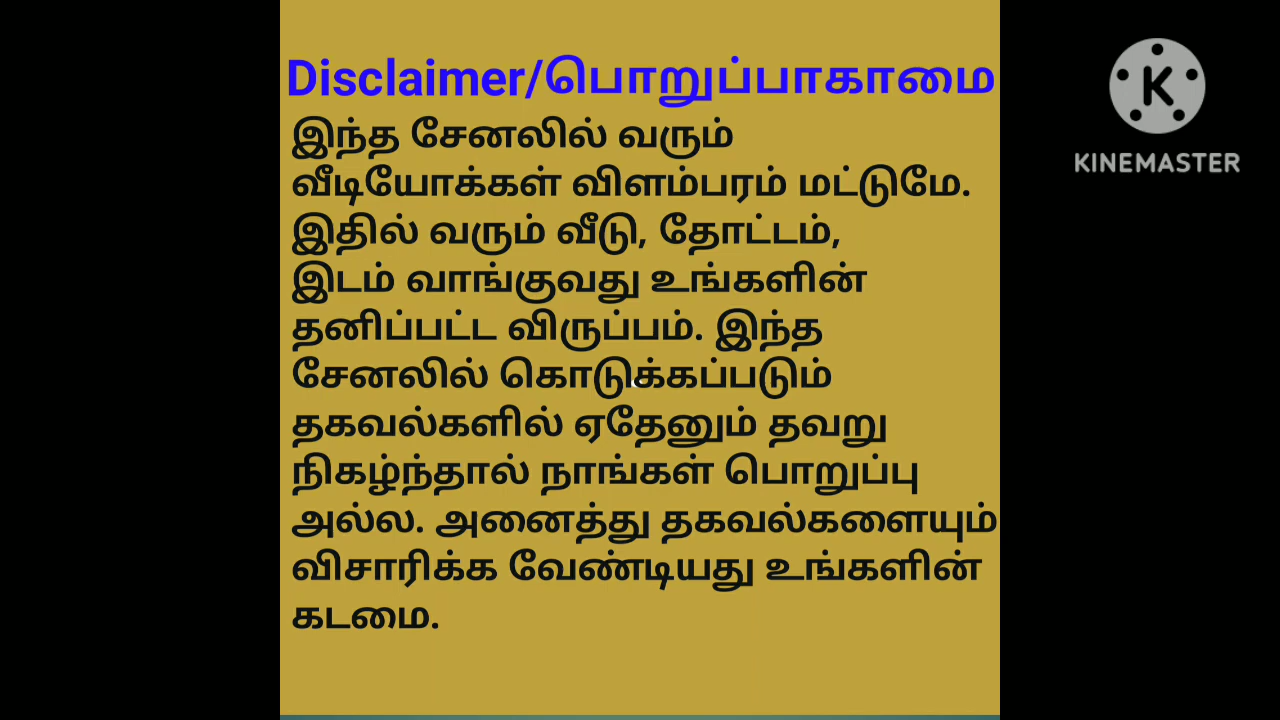 Disclaimer/பொறுப்பாகாமை
இந்த சேனலில் வரும்
வீடியோக்கள் விளம்பரம் மட்டுமே.
இதில் வரும் வீடு, தோட்டம்,
இடம் வாங்குவது உங்களின்
தனிப்பட்ட விருப்பம். இந்த
சேனலில் கொடுக்கப்படும்
தகவல்களில் ஏதேனும் தவறு
நிகழ்ந்தால் நாங்கள் பொறுப்பு
அல்ல. அனைத்து தகவல்களையும்
விசாரிக்க வேண்டியது உங்களின்
கடமை.
K
KINEMASTER